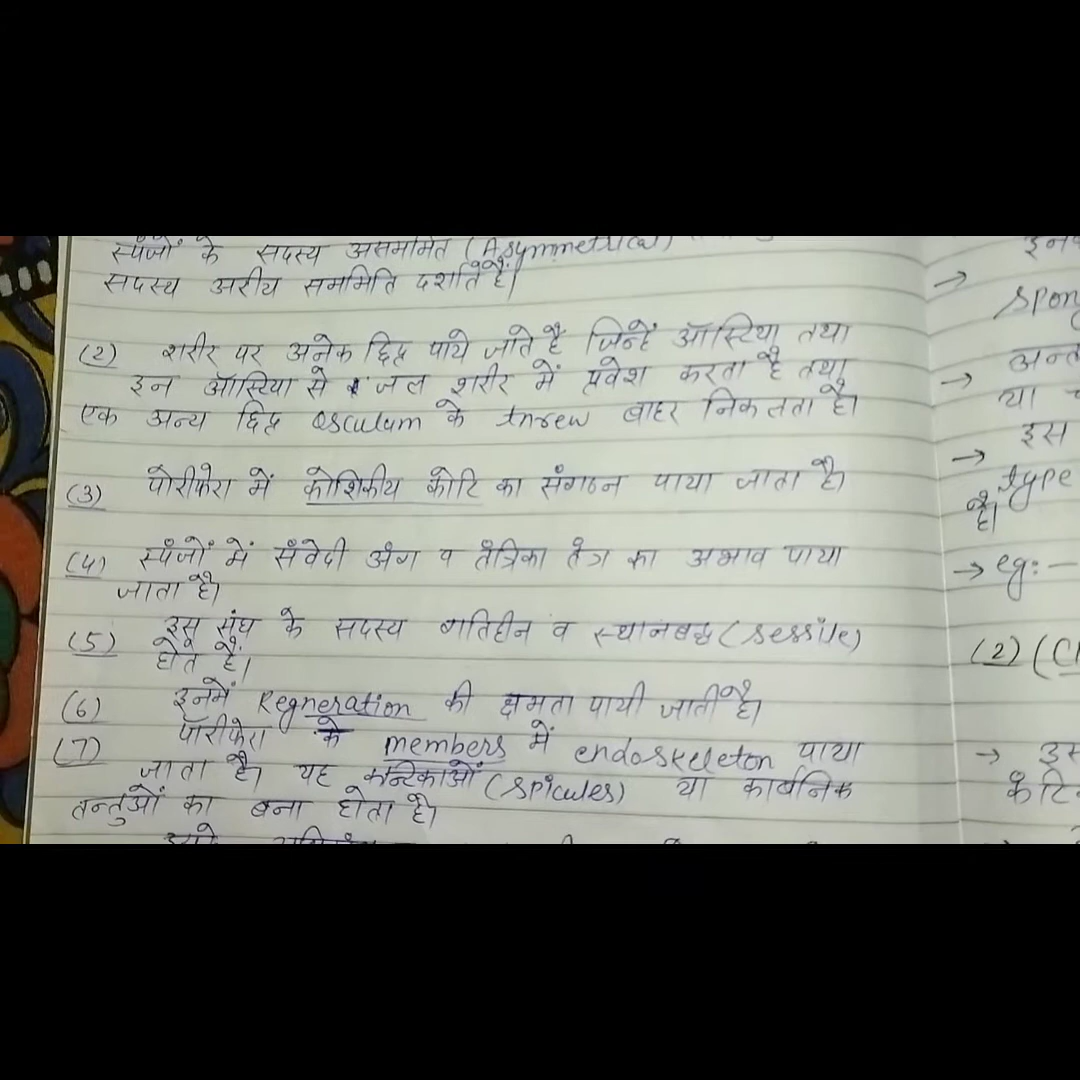 स्पंजों के सदस्य असममित (Asymmetrical)
सदस्य अरीय सममिति दर्शाते हैं।
(2) शरीर पर अनेक छिद्र पाये जाते है जिन्हें ऑस्टिया तथा
इन ऑस्टिया से जल शरीर में प्रवेश करता है तथा
एक अन्य छिद्र osculum के threw बाहर निकलता है।
(3) पोरीफेरा में कोशिकीय कोटि का संगठन पाया जाता है।
(4) स्पंजों में संवेदी अंग व तंत्रिका तंत्र का अभाव पाया
जाता है।
(5) इस संघ के सदस्य गतिहीन व स्थानबद्ध (sessile)
होते हैं।
(6) इनमें Regneration की क्षमता पायी जाती है।
(7) पॉरीफेरा के members में endoskeleton पाया
जाता है। यह कन्टिकाओं (spicules) या कार्बनिक
तन्तुओं का बना होता है।
→
spon
→
या
→ इस
type
है।
→ eg:-
(2) (Cl
→ इस